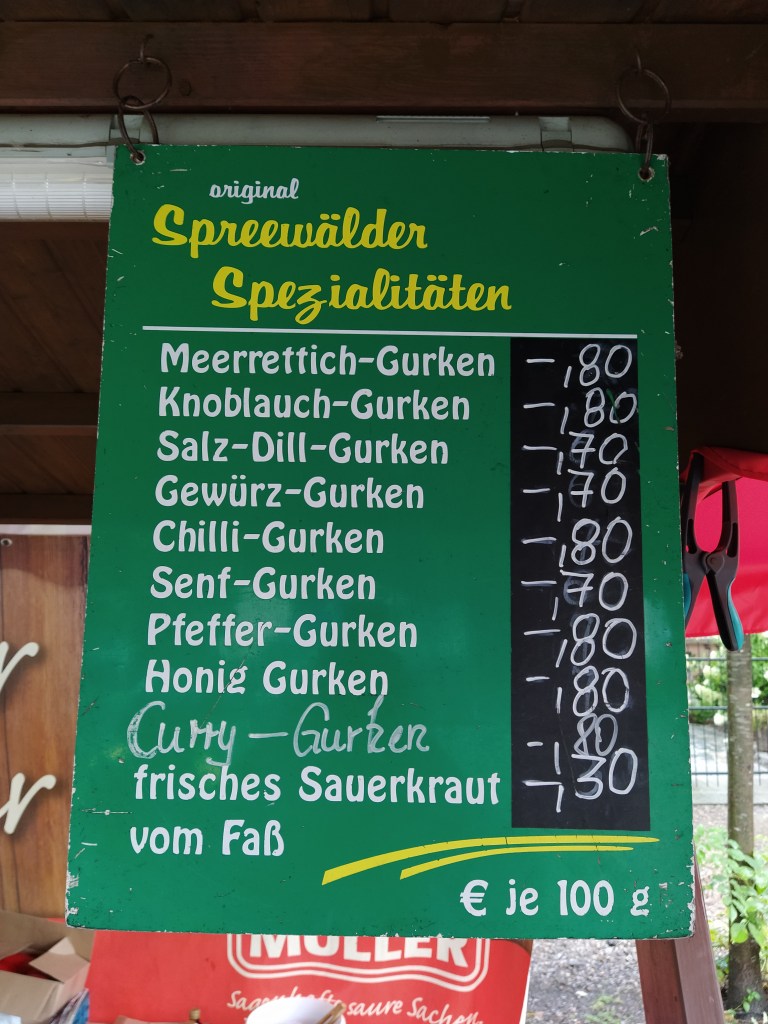 original
Spreewälder
Spezialitäten
Meerrettich-Gurken -,80
Knoblauch-Gurken -,80
Salz-Dill-Gurken -,70
Gewürz-Gurken -,70
Chilli-Gurken -,80
Senf-Gurken -,70
Pfeffer-Gurken -,80
Honig Gurken -,80
Curry-Gurken -,80
frisches Sauerkraut -,30
vom Faß
€ je 100 g
MÜLLER
saure Sachen